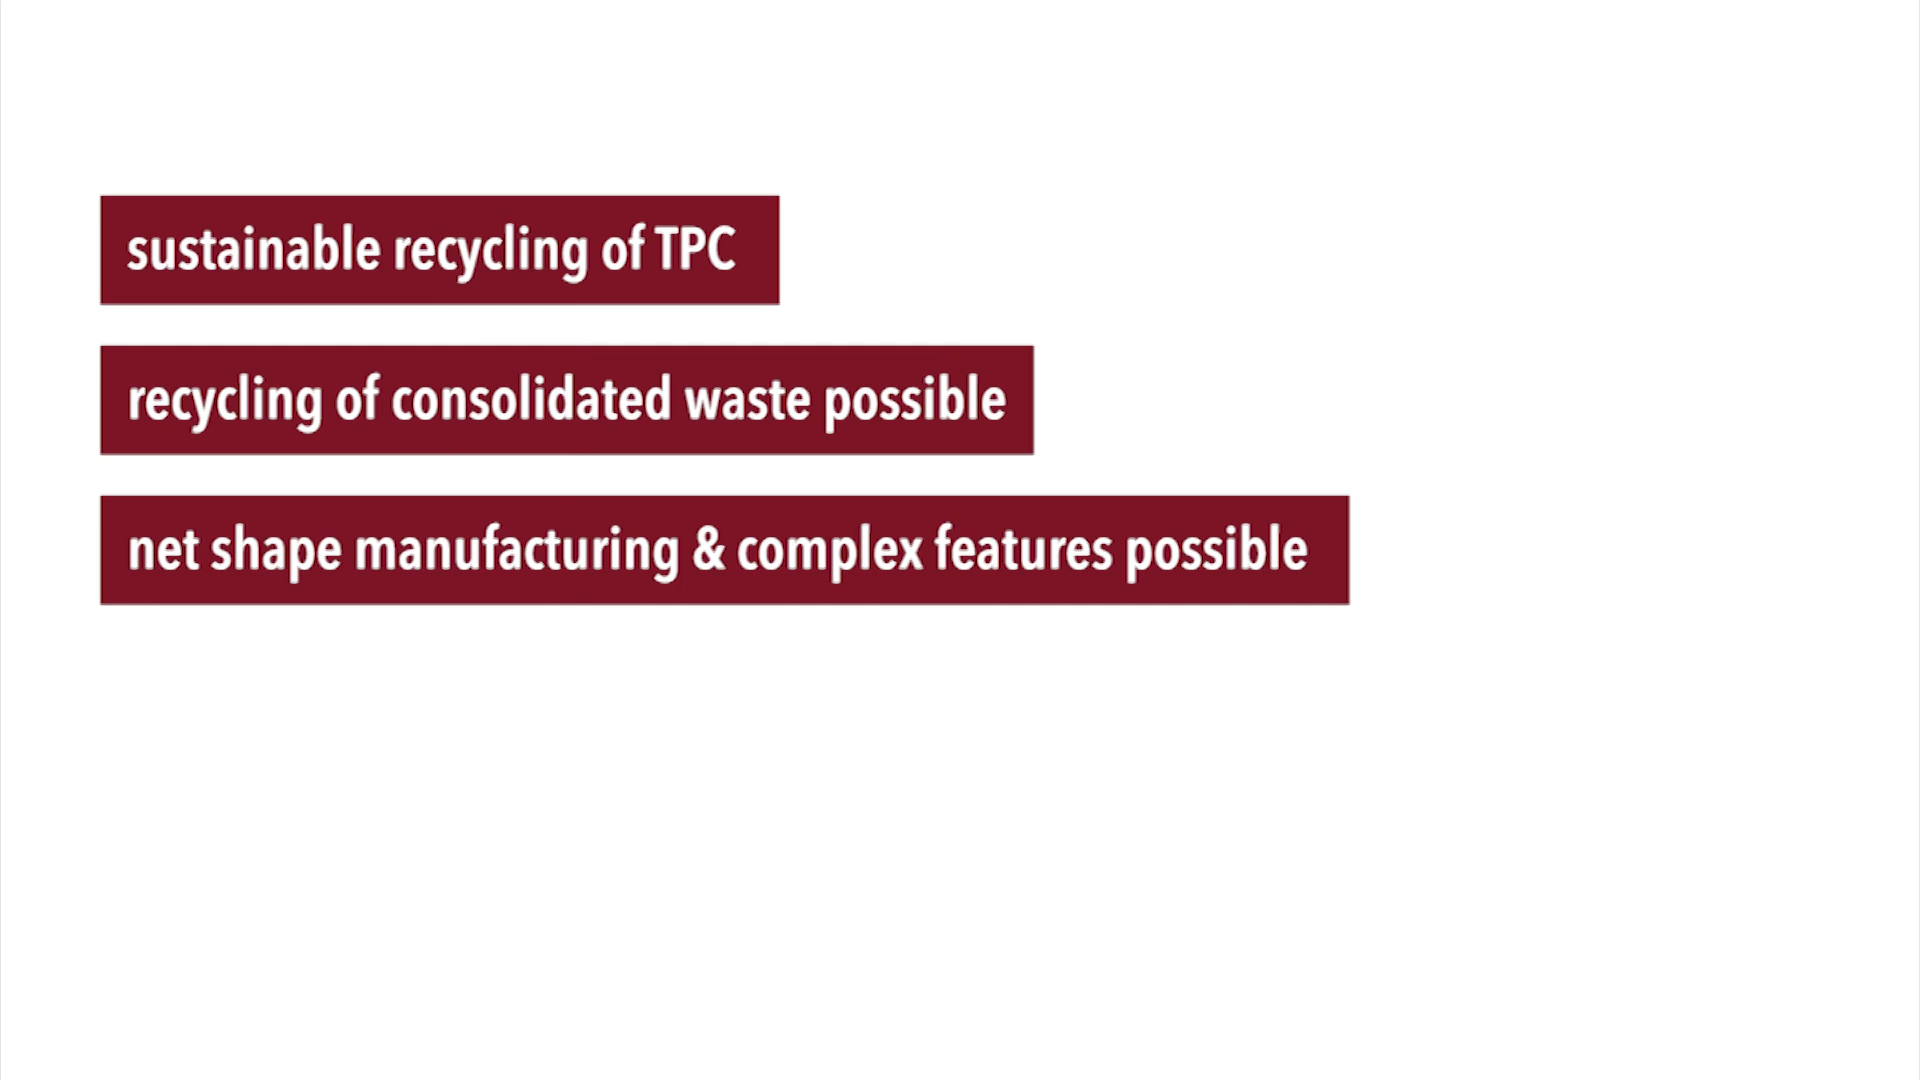 sustainable recycling of TPC
recycling of consolidated waste possible
net shape manufacturing & complex features possible